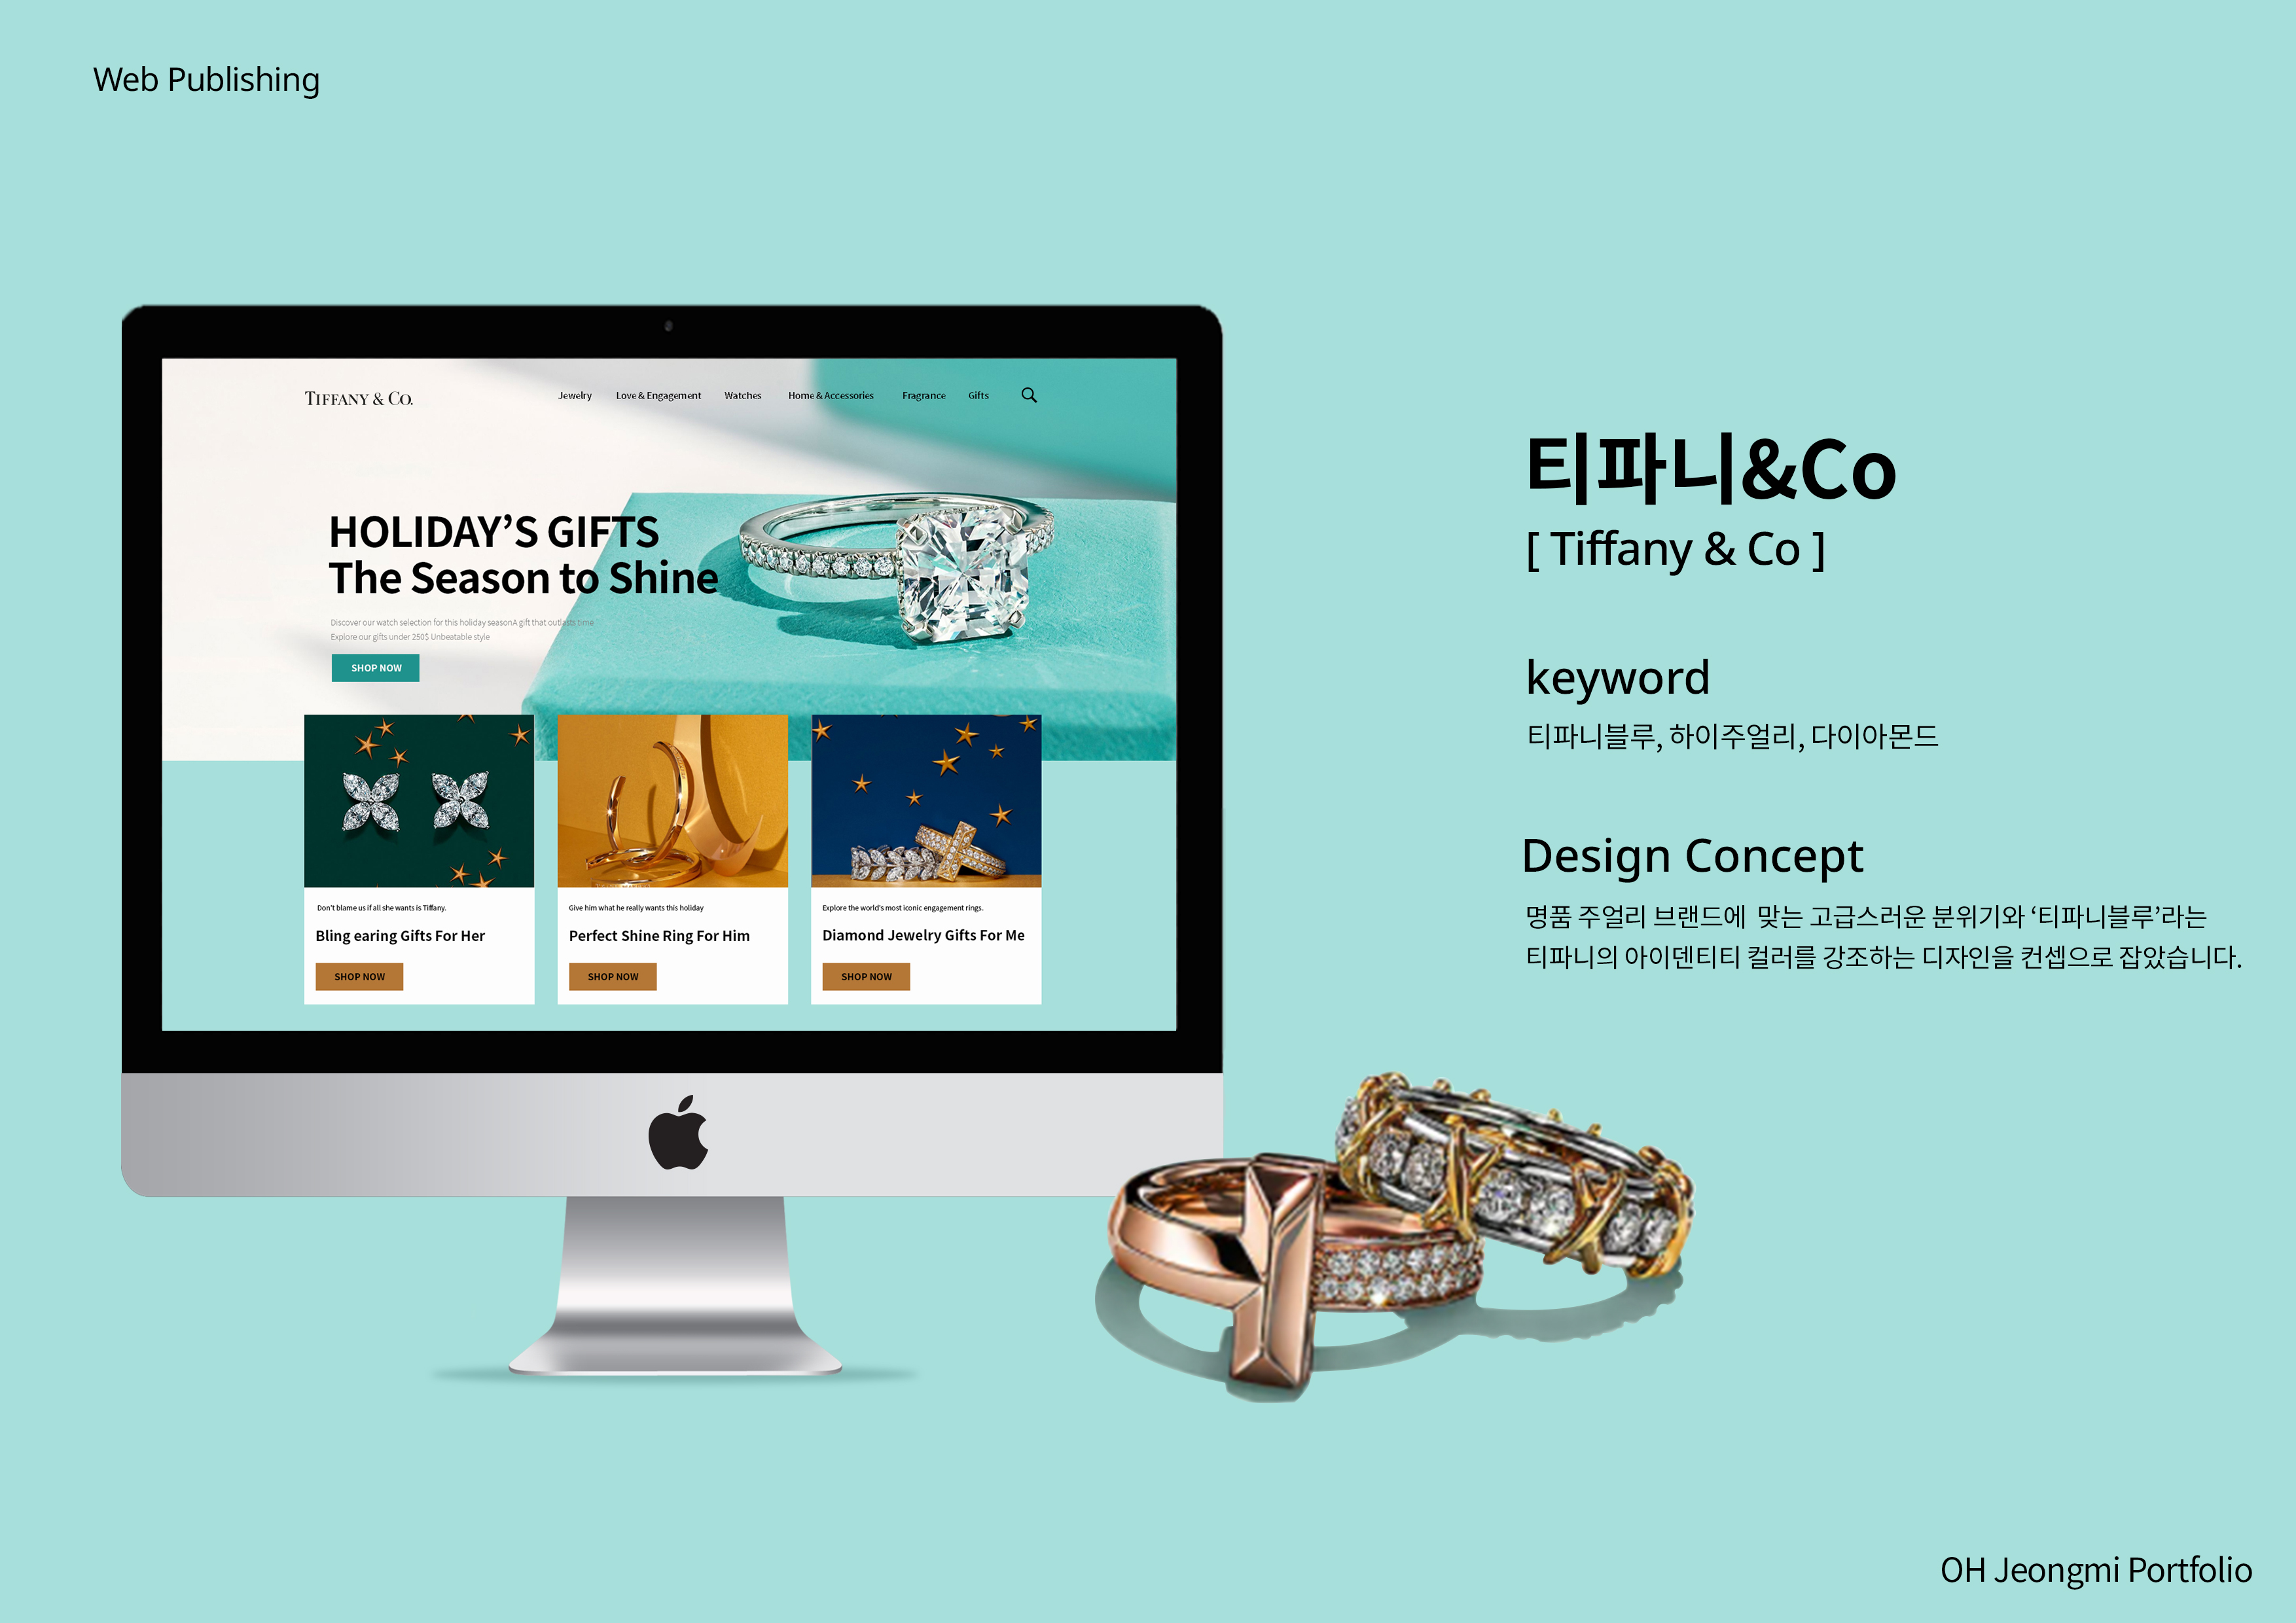 Web Publishing
TIFFANY & CO.
Jewelry Love & Engagement Watches Home & Accessories Fragrance Gifts
HOLIDAY’S GIFTS
The Season to Shine
Discover our watch selection for this holiday seasonA gift that outlasts time
Explore our gifts under 250$ Unbeatable style
SHOP NOW
Don't blame us if all she wants is Tiffany.
Bling earing Gifts For Her
SHOP NOW
Give him what he really wants this holiday
Perfect Shine Ring For Him
SHOP NOW
Explore the world's most iconic engagement rings.
Diamond Jewelry Gifts For Me
SHOP NOW
티파니&Co
[ Tiffany & Co ]
keyword
티파니블루, 하이주얼리, 다이아몬드
Design Concept
명품 주얼리 브랜드에 맞는 고급스러운 분위기와 ‘티파니블루’라는
티파니의 아이덴티티 컬러를 강조하는 디자인을 컨셉으로 잡았습니다.
OH Jeongmi Portfolio